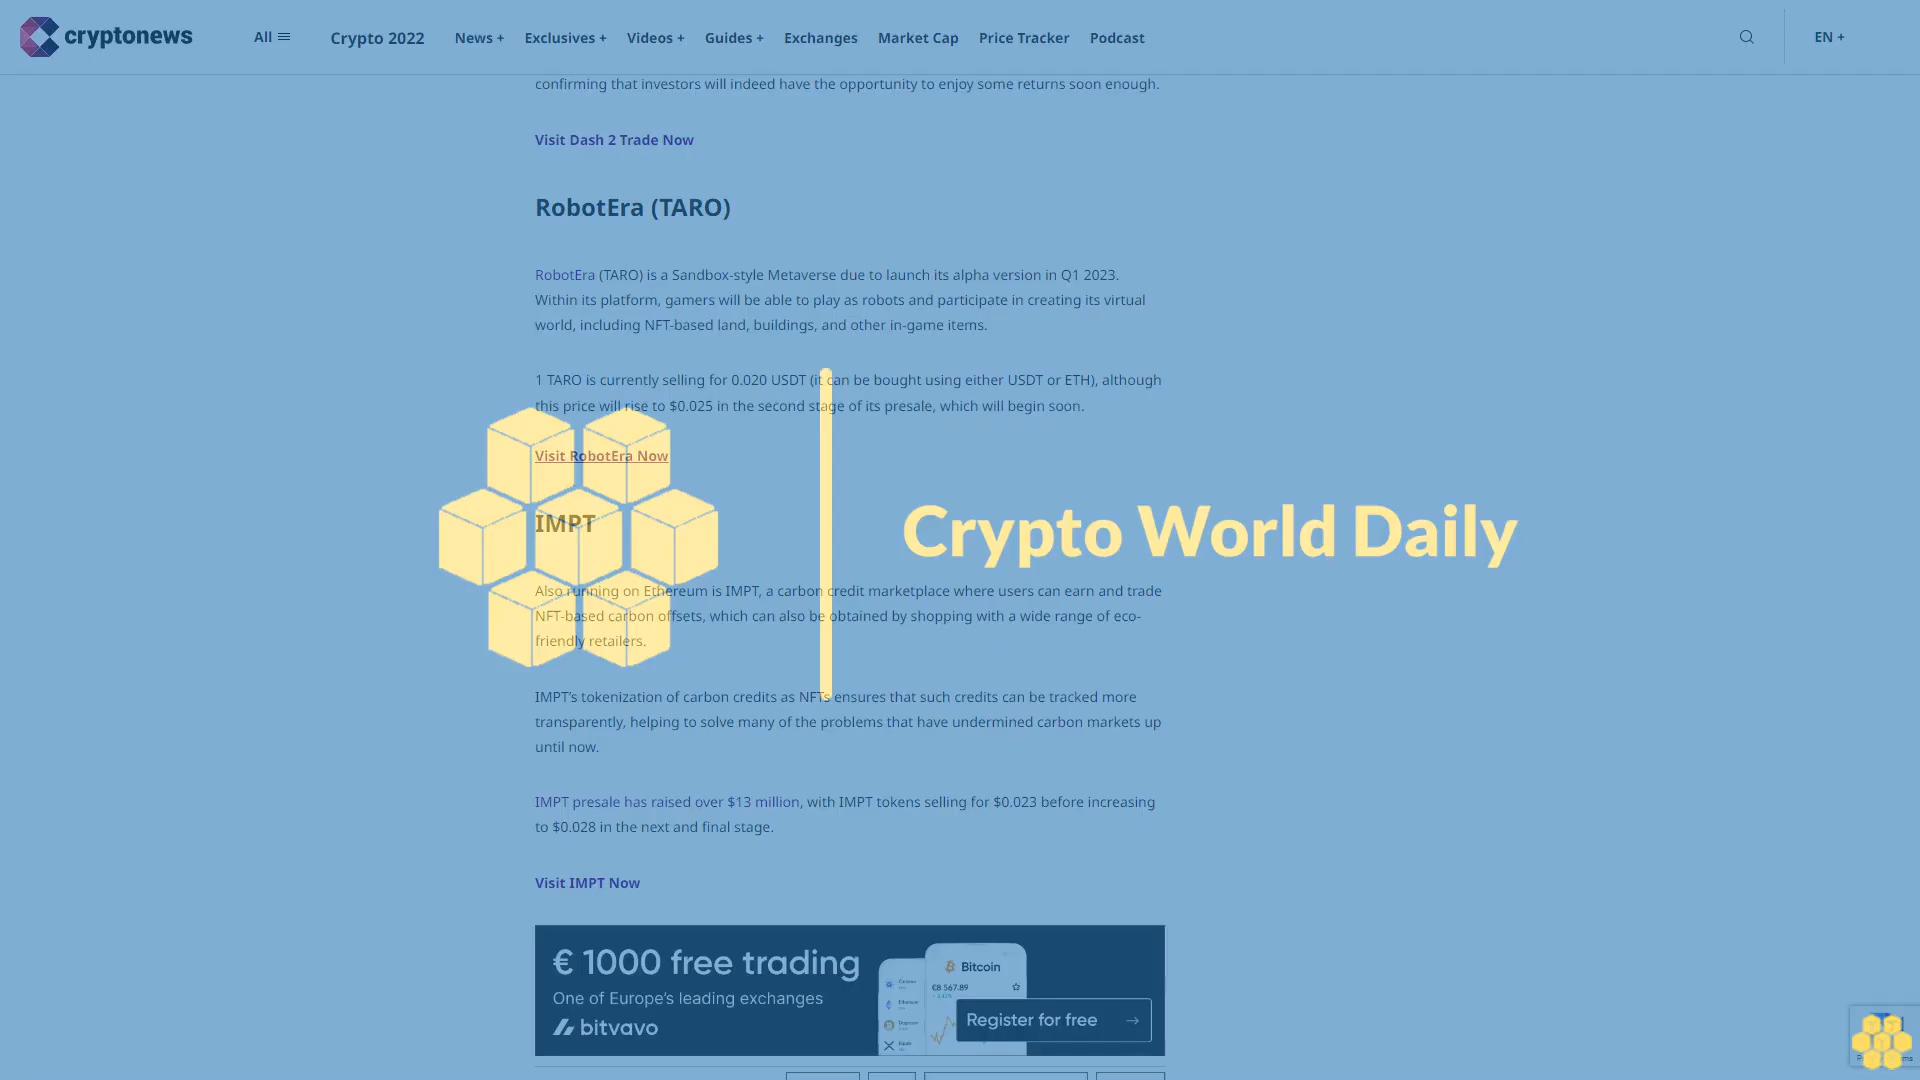 cryptonews
All
Crypto 2022
News +
Exclusives +
Videos +
Guides +
Exchanges
Market Cap
Price Tracker
Podcast
EN +
confirming that investors will indeed have the opportunity to enjoy some returns soon enough.
Visit Dash 2 Trade Now
RobotEra (TARO)
RobotEra (TARO) is a Sandbox-style Metaverse due to launch its alpha version in Q1 2023.
Within its platform, gamers will be able to play as robots and participate in creating its virtual
world, including NFT-based land, buildings, and other in-game items.
1 TARO is currently selling for 0.020 USDT (it can be bought using either USDT or ETH), although
this price will rise to $0.025 in the second stage of its presale, which will begin soon.
Visit RobotEra Now
Crypto World Daily
IMPT
Also running on Ethereum is IMPT, a carbon credit marketplace where users can earn and trade
NFT-based carbon offsets, which can also be obtained by shopping with a wide range of eco-
friendly retailers.
IMPT's tokenization of carbon credits as NFTs ensures that such credits can be tracked more
transparently, helping to solve many of the problems that have undermined carbon markets up
until now.
IMPT presale has raised over $13 million, with IMPT tokens selling for $0.023 before increasing
to $0.028 in the next and final stage.
Visit IMPT Now
€ 1000 free trading
One of Europe's leading exchanges
bitvavo
Bitcoin
€8 567.89
Register for free